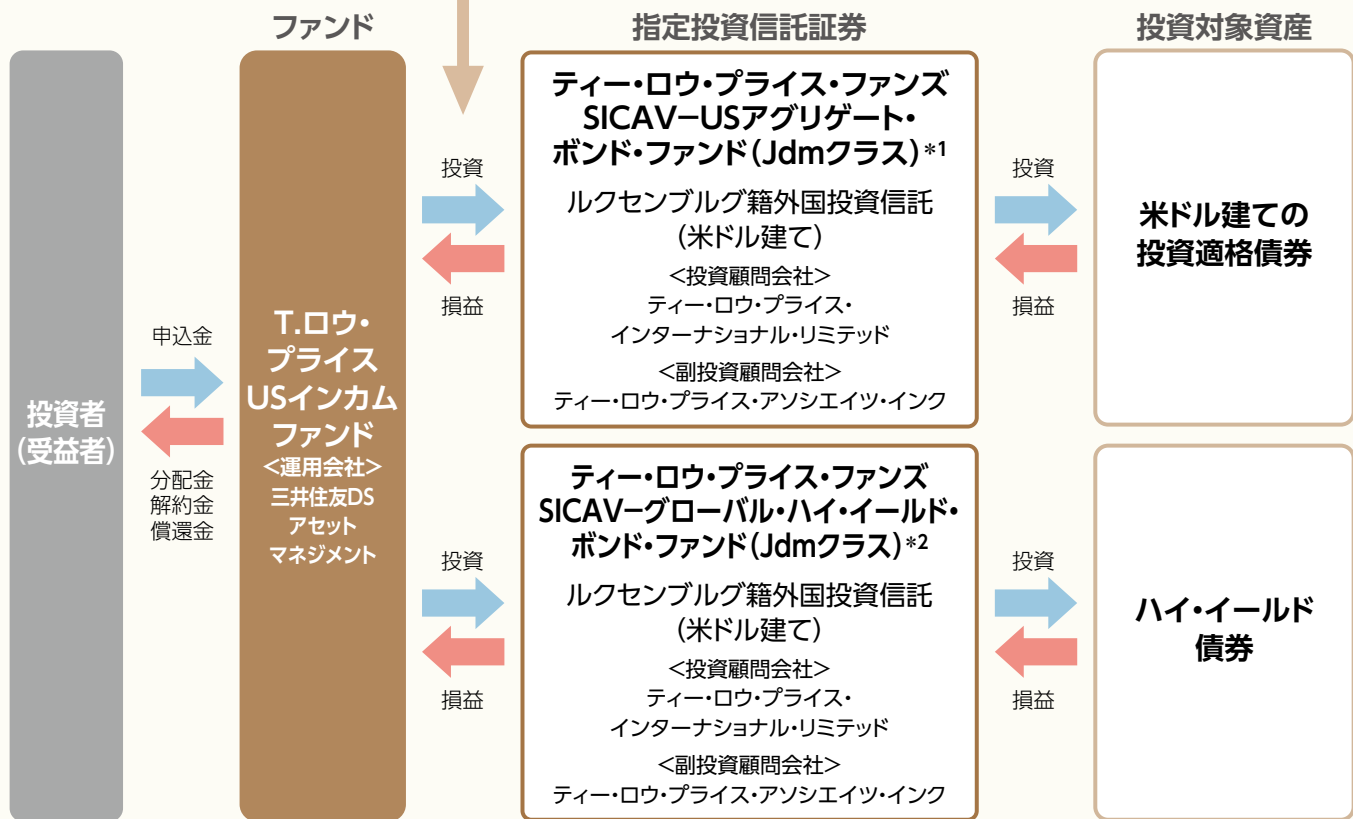 ファンド
指定投資信託証券
投資対象資産
投資者
(受益者)
申込金
分配金
解約金
償還金
T.ロウ・
プライス
USインカム
ファンド
<運用会社>
三井住友DS
アセット
マネジメント
投資
損益
ティー・ロウ・プライス・ファンズ
SICAV−USアグリゲート・
ボンド・ファンド(Jdmクラス)*1
ルクセンブルグ籍外国投資信託
(米ドル建て)
<投資顧問会社>
ティー・ロウ・プライス・
インターナショナル・リミテッド
<副投資顧問会社>
ティー・ロウ・プライス・アソシエイツ・インク
投資
損益
米ドル建ての
投資適格債券
投資
損益
ティー・ロウ・プライス・ファンズ
SICAV−グローバル・ハイ・イールド・
ボンド・ファンド(Jdmクラス)*2
ルクセンブルグ籍外国投資信託
(米ドル建て)
<投資顧問会社>
ティー・ロウ・プライス・
インターナショナル・リミテッド
<副投資顧問会社>
ティー・ロウ・プライス・アソシエイツ・インク
投資
損益
ハイ・イールド
債券